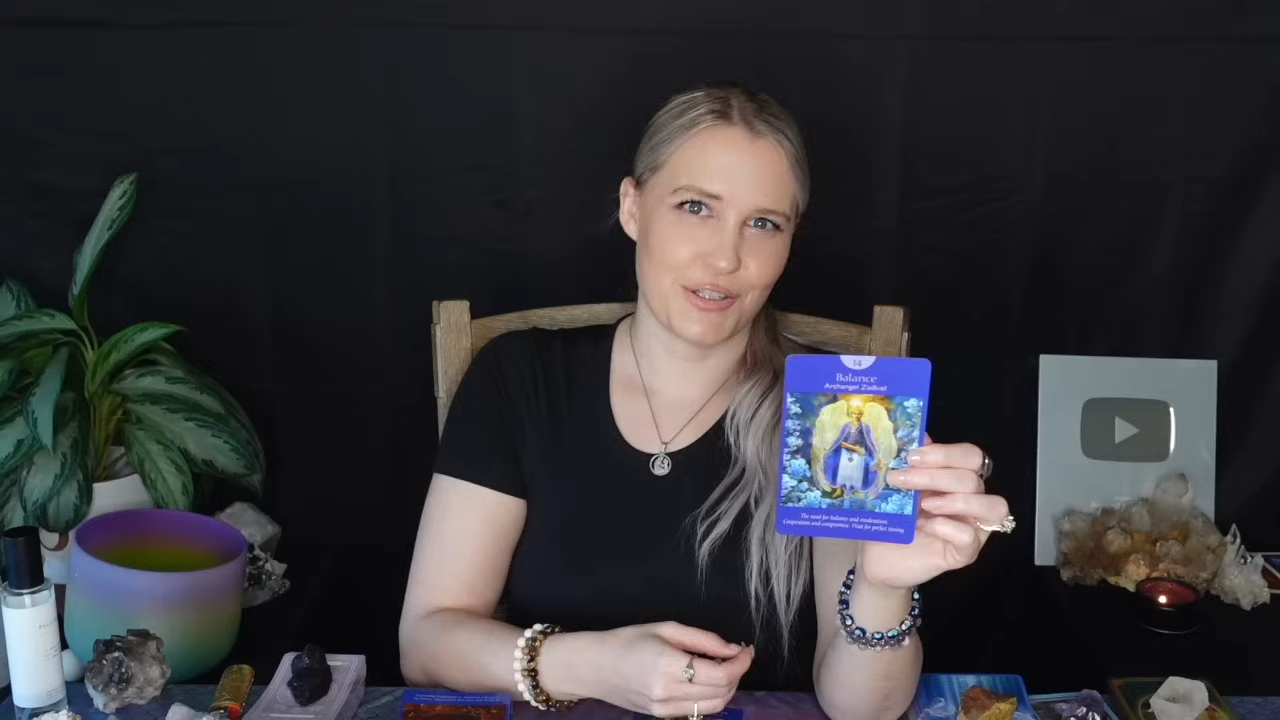 14
Balance
Archangel Zadkiel
The need for balance and moderation.
Cooperation and compromise. Wait for perfect timing.